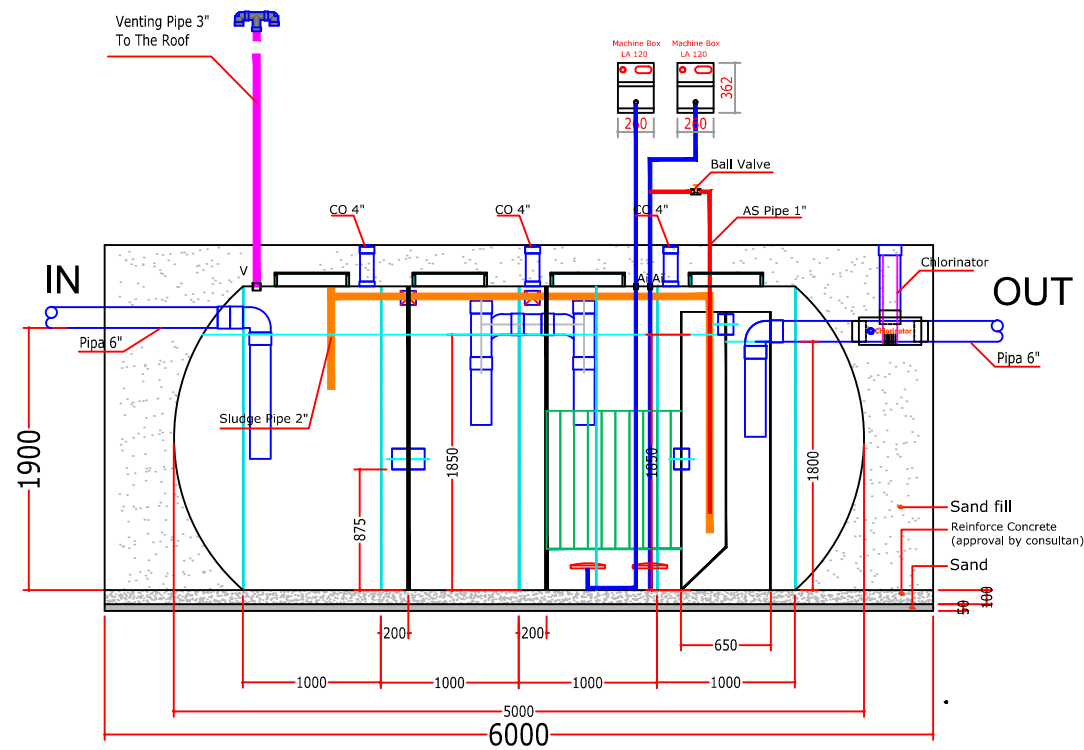 Venting Pipe 3"
To The Roof
Machine Box
LA 120
Machine Box
LA 120
362
260
260
Ball Valve
CO 4"
CO 4"
CO 4"
AS Pipe 1"
V
Ai
Ai
Chlorinator
IN
OUT
Chlorinator
Pipa 6"
Pipa 6"
Sludge Pipe 2"
1900
875
1850
1850
1800
Sand fill
Reinforce Concrete
(approval by consultan)
Sand
50
100
200
200
650
1000
1000
1000
1000
5000
6000